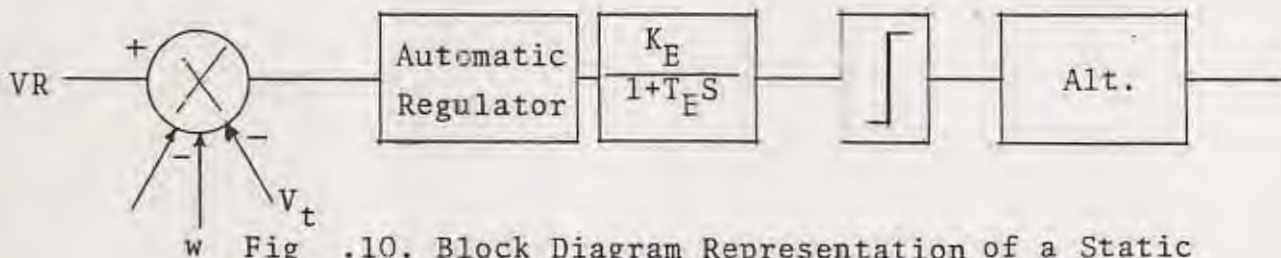 +
VR
Automatic
Regulator
K_E
1+T_E S
Alt.
-
-
V_t
w Fig .10. Block Diagram Representation of a Static